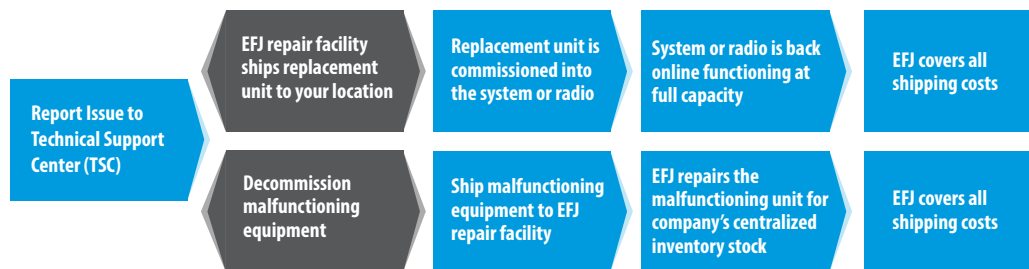 Report Issue to
Technical Support
Center (TSC)
EFJ repair facility
ships replacement
unit to your location
Replacement unit is
commissioned into
the system or radio
System or radio is back
online functioning at
full capacity
EFJ covers all
shipping costs
Decommission
malfunctioning
equipment
Ship malfunctioning
equipment to EFJ
repair facility
EFJ repairs the
malfunctioning unit for
company's centralized
inventory stock
EFJ covers all
shipping costs